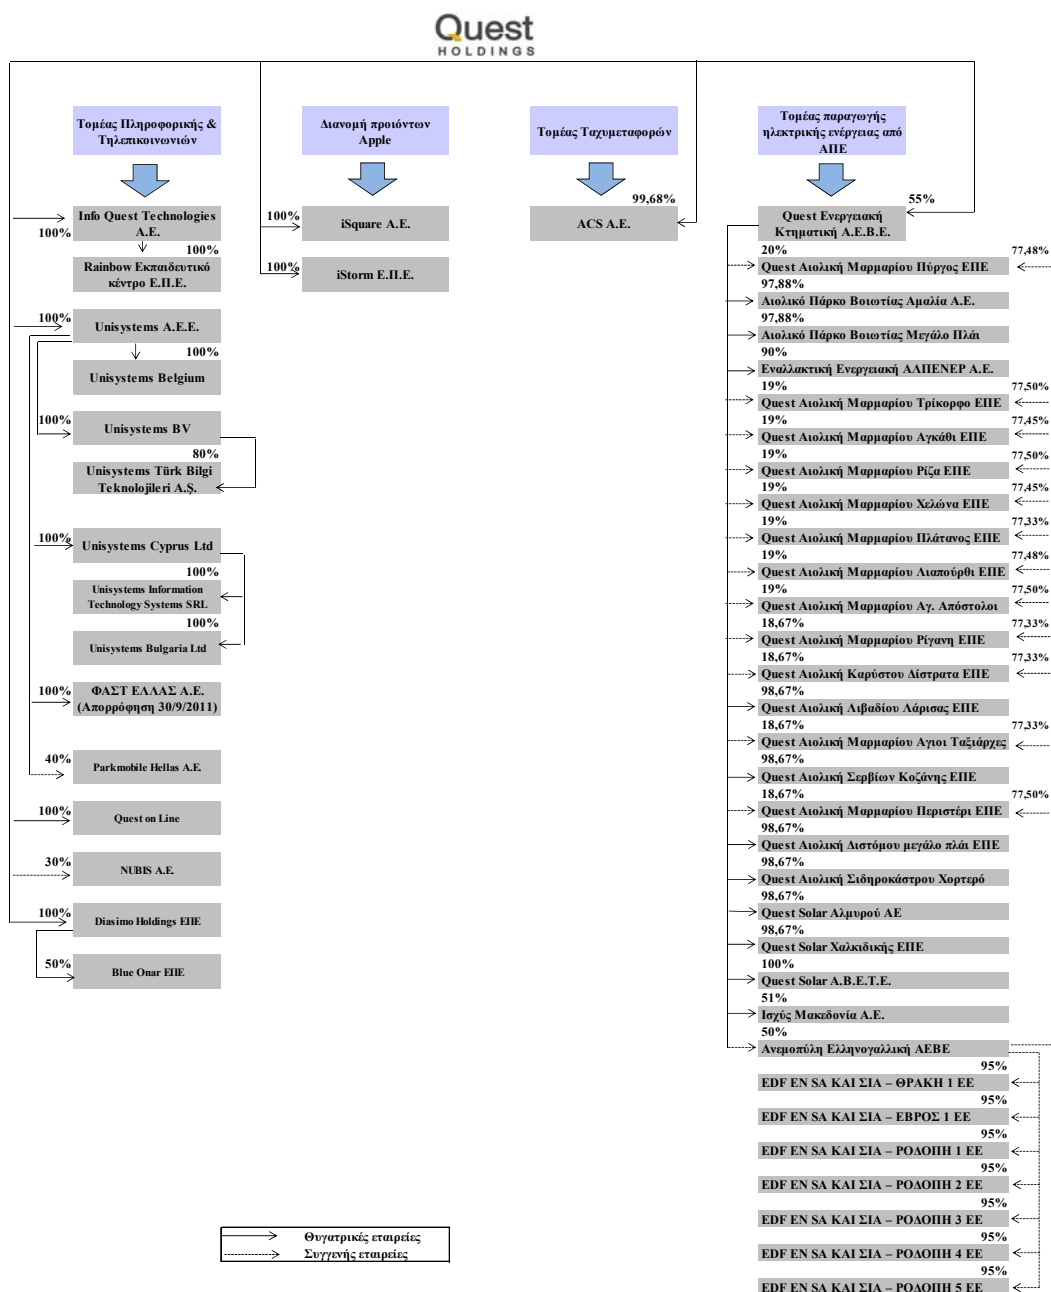 Quest
HOLDINGS
Τομέας Πληροφορικής &
Τηλεπικοινωνιών
100%
Info Quest Technologies
Α.Ε.
100%
Rainbow Εκπαιδευτικό
κέντρο Ε.Π.Ε.
100%
Unisystems Α.Ε.Ε.
100%
Unisystems Belgium
100%
Unisystems BV
80%
Unisystems Türk Bilgi
Teknolojileri A.Ş.
100%
Unisystems Cyprus Ltd
100%
Unisystems Information
Technology Systems SRL
100%
Unisystems Bulgaria Ltd
100%
ΦΑΣΤ ΕΛΛΑΣ Α.Ε.
(Απορρόφηση 30/9/2011)
40%
Parkmobile Hellas Α.Ε.
100%
Quest on Line
30%
NUBIS Α.Ε.
100%
Diasimo Holdings ΕΠΕ
50%
Blue Onar ΕΠΕ
Διανομή προιόντων
Apple
100%
iSquare Α.Ε.
100%
iStorm Ε.Π.Ε.
Τομέας Ταχυμεταφορών
99,68%
ACS Α.Ε.
Τομέας παραγωγής
ηλεκτρικής ενέργειας από
ΑΠΕ
55%
Quest Ενεργειακή
Κτηματική Α.Ε.Β.Ε.
20% 77,48%
Quest Αιολική Μαρμαρίου Πύργος ΕΠΕ
97,88%
Αιολικό Πάρκο Βοιωτίας Αμαλία Α.Ε.
97,88%
Αιολικό Πάρκο Βοιωτίας Μεγάλο Πλάι
90%
Εναλλακτική Ενεργειακή ΑΛΠΕΝΕΡ Α.Ε.
19% 77,50%
Quest Αιολική Μαρμαρίου Τρίκορφο ΕΠΕ
19% 77,45%
Quest Αιολική Μαρμαρίου Αγκάθι ΕΠΕ
19% 77,50%
Quest Αιολική Μαρμαρίου Ρίζα ΕΠΕ
19% 77,45%
Quest Αιολική Μαρμαρίου Χελώνα ΕΠΕ
19% 77,33%
Quest Αιολική Μαρμαρίου Πλάτανος ΕΠΕ
19% 77,48%
Quest Αιολική Μαρμαρίου Λιαπούρθι ΕΠΕ
19% 77,50%
Quest Αιολική Μαρμαρίου Αγ. Απόστολοι
18,67% 77,33%
Quest Αιολική Μαρμαρίου Ρίγανη ΕΠΕ
18,67% 77,33%
Quest Αιολική Καρύστου Δίστρατα ΕΠΕ
98,67%
Quest Αιολική Λιβαδίου Λάρισας ΕΠΕ
18,67% 77,33%
Quest Αιολική Μαρμαρίου Αγιοι Ταξιάρχες
98,67%
Quest Αιολική Σερβίων Κοζάνης ΕΠΕ
18,67% 77,50%
Quest Αιολική Μαρμαρίου Περιστέρι ΕΠΕ
98,67%
Quest Αιολική Διστόμου μεγάλο πλάι ΕΠΕ
98,67%
Quest Αιολική Σιδηροκάστρου Χορτερό
98,67%
Quest Solar Αλμυρού ΑΕ
98,67%
Quest Solar Χαλκιδικής ΕΠΕ
100%
Quest Solar Α.Β.Ε.Τ.Ε.
51%
Ισχύς Μακεδονία Α.Ε.
50%
Ανεμοπύλη Ελληνογαλλική ΑΕΒΕ
95%
EDF EN SA ΚΑΙ ΣΙΑ – ΘΡΑΚΗ 1 ΕΕ
95%
EDF EN SA ΚΑΙ ΣΙΑ – ΕΒΡΟΣ 1 ΕΕ
95%
EDF EN SA ΚΑΙ ΣΙΑ – ΡΟΔΟΠΗ 1 ΕΕ
95%
EDF EN SA ΚΑΙ ΣΙΑ – ΡΟΔΟΠΗ 2 ΕΕ
95%
EDF EN SA ΚΑΙ ΣΙΑ – ΡΟΔΟΠΗ 3 ΕΕ
95%
EDF EN SA ΚΑΙ ΣΙΑ – ΡΟΔΟΠΗ 4 ΕΕ
95%
EDF EN SA ΚΑΙ ΣΙΑ – ΡΟΔΟΠΗ 5 ΕΕ
Θυγατρικές εταιρείες
Συγγενής εταιρείες